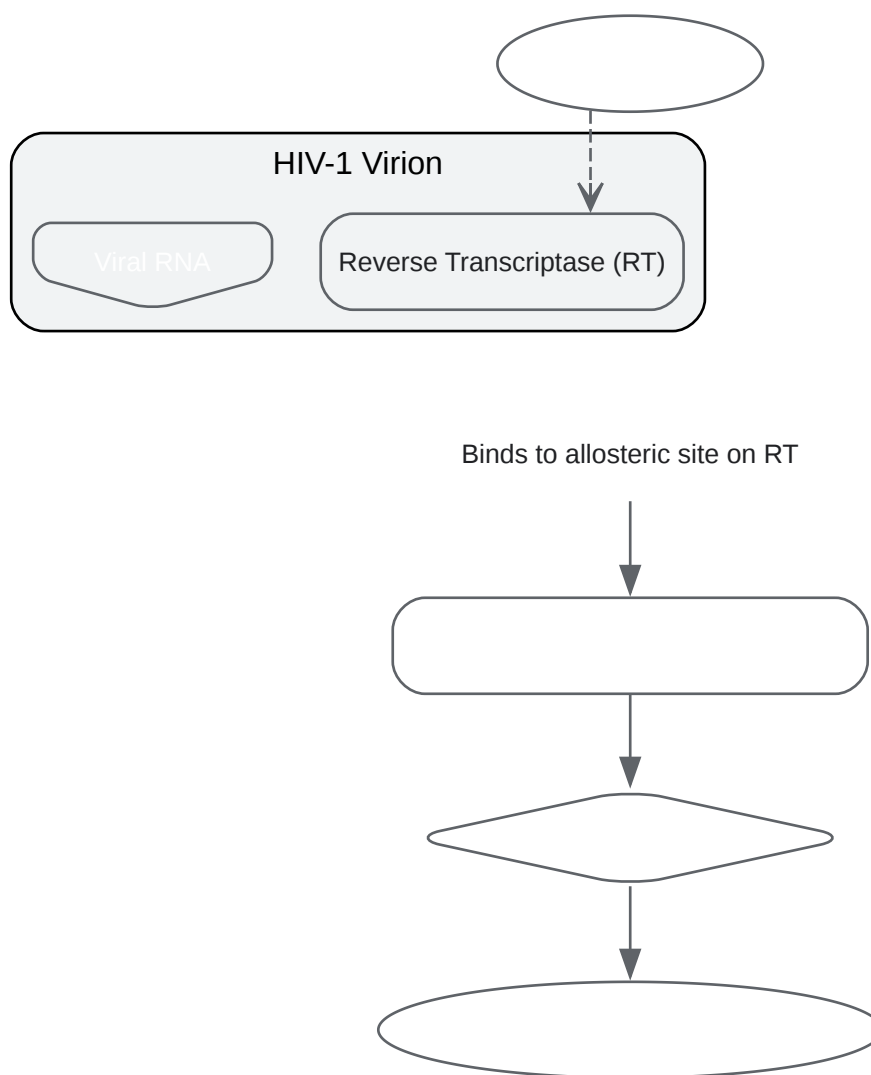 HIV-1 Virion
Viral RNA
Reverse Transcriptase (RT)
Binds to allosteric site on RT